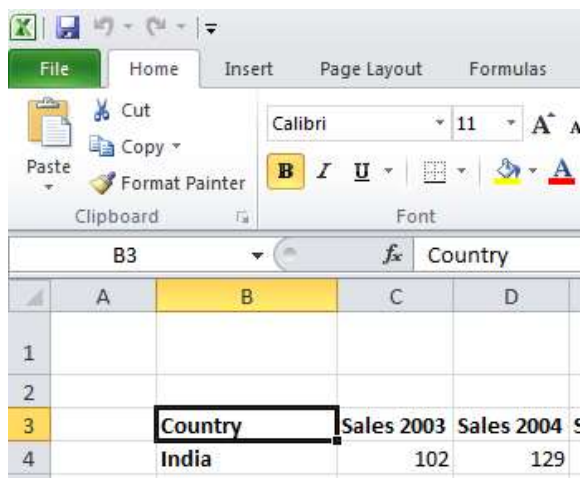 File Home Insert Page Layout Formulas
Cut
Calibri 11 A A
Copy
Paste
B I U A
Format Painter
Clipboard Font
B3 fx Country
A B C D
1
2
3 Country Sales 2003 Sales 2004 S
4 India 102 129